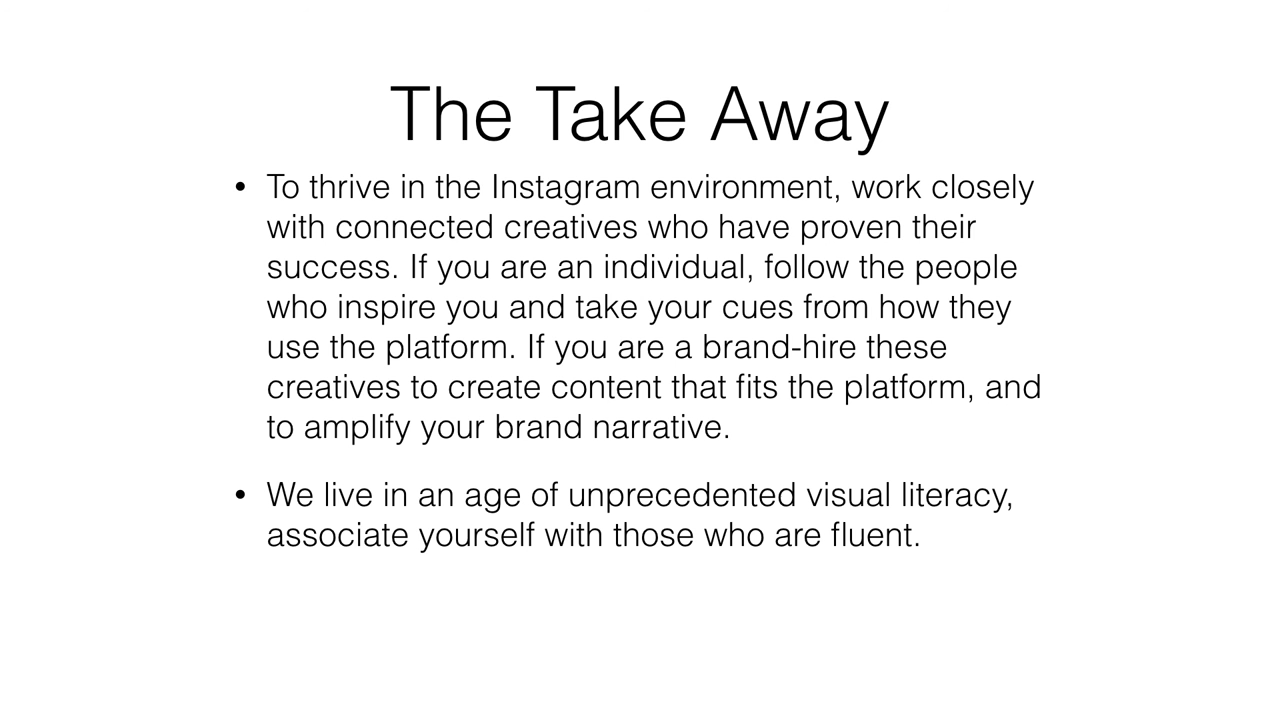 The Take Away
• To thrive in the Instagram environment, work closely
with connected creatives who have proven their
success. If you are an individual, follow the people
who inspire you and take your cues from how they
use the platform. If you are a brand-hire these
creatives to create content that fits the platform, and
to amplify your brand narrative.
• We live in an age of unprecedented visual literacy,
associate yourself with those who are fluent.